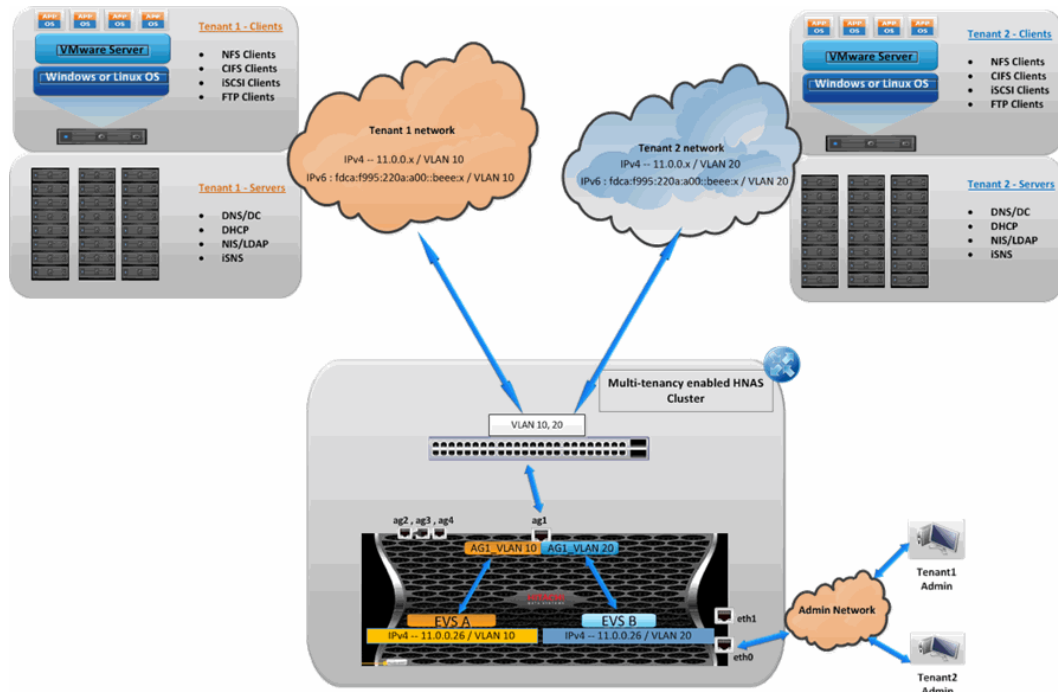 APP APP APP APP
OS OS OS OS
VMware Server
Windows or Linux OS
Tenant 1 - Clients
• NFS Clients
• CIFS Clients
• iSCSI Clients
• FTP Clients
Tenant 1 - Servers
• DNS/DC
• DHCP
• NIS/LDAP
• iSNS
Tenant 1 network
IPv4 -- 11.0.0.x / VLAN 10
IPv6 : fdca:f995:220a:a00::beee:x / VLAN 10
Tenant 2 network
IPv4 -- 11.0.0.x / VLAN 20
IPv6 : fdca:f995:220a:a00::beee:x / VLAN 20
APP APP APP APP
OS OS OS OS
VMware Server
Windows or Linux OS
Tenant 2 - Clients
• NFS Clients
• CIFS Clients
• iSCSI Clients
• FTP Clients
Tenant 2 - Servers
• DNS/DC
• DHCP
• NIS/LDAP
• iSNS
Multi-tenancy enabled HNAS
Cluster
VLAN 10, 20
ag2 , ag3 , ag4
ag1
AG1_VLAN 10 AG1_VLAN 20
HITACHI
DATA SYSTEMS
EVS A EVS B
IPv4 -- 11.0.0.26 / VLAN 10 IPv4 -- 11.0.0.26 / VLAN 20
eth1
eth0
Admin Network
Tenant1
Admin
Tenant2
Admin